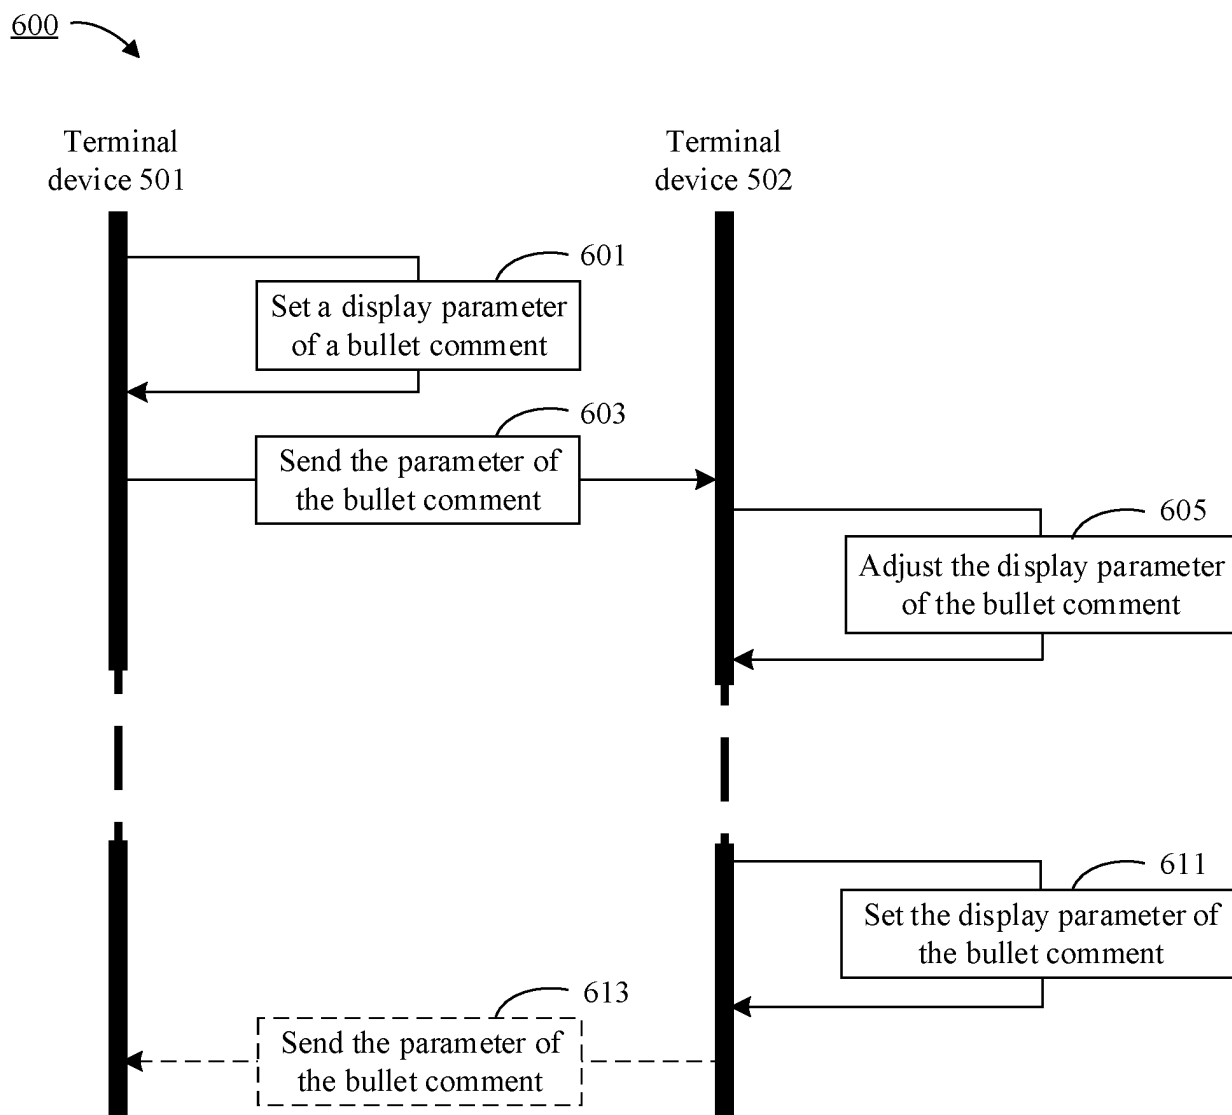 600
Terminal
device 501
Terminal
device 502
601
Set a display parameter
of a bullet comment
603
Send the parameter of
the bullet comment
605
Adjust the display parameter
of the bullet comment
611
Set the display parameter of
the bullet comment
613
Send the parameter of
the bullet comment